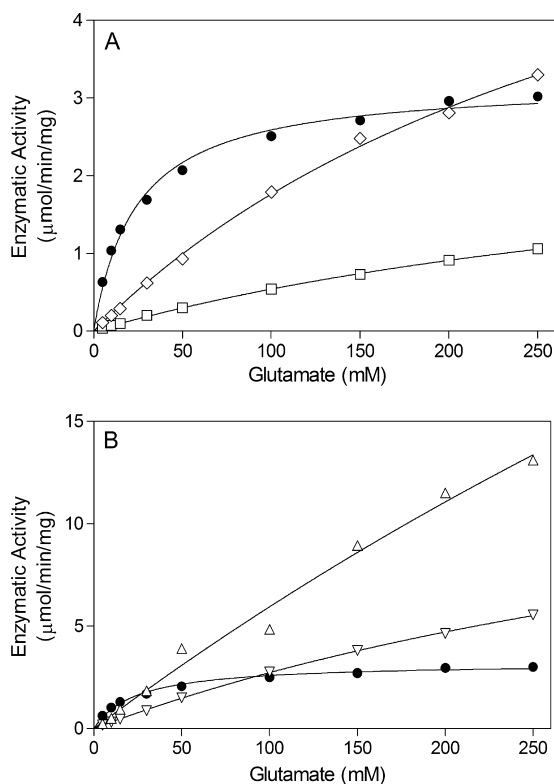 A
4
3
2
1
0
Enzymatic Activity
(μmol/min/mg)
0 50 100 150 200 250
Glutamate (mM)
B
15
10
5
0
Enzymatic Activity
(μmol/min/mg)
0 50 100 150 200 250
Glutamate (mM)